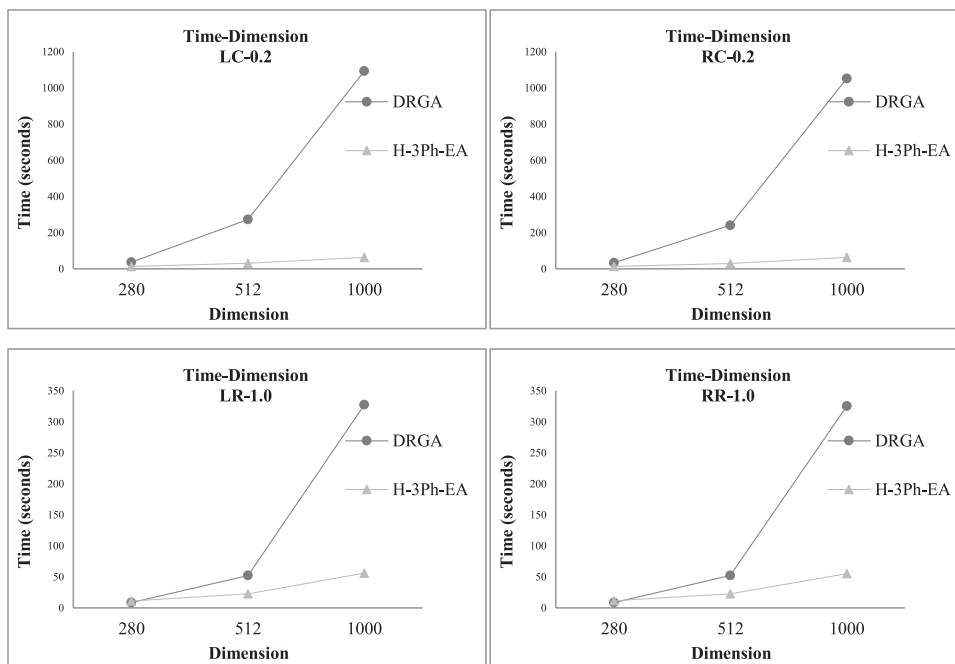 Time-Dimension
LC-0.2
1200
1000
800
600
400
200
0
Time (seconds)
DRGA
H-3Ph-EA
280 512 1000
Dimension
Time-Dimension
RC-0.2
1200
1000
800
600
400
200
0
Time (seconds)
DRGA
H-3Ph-EA
280 512 1000
Dimension
Time-Dimension
LR-1.0
350
300
250
200
150
100
50
0
Time (seconds)
DRGA
H-3Ph-EA
280 512 1000
Dimension
Time-Dimension
RR-1.0
350
300
250
200
150
100
50
0
Time (seconds)
DRGA
H-3Ph-EA
280 512 1000
Dimension